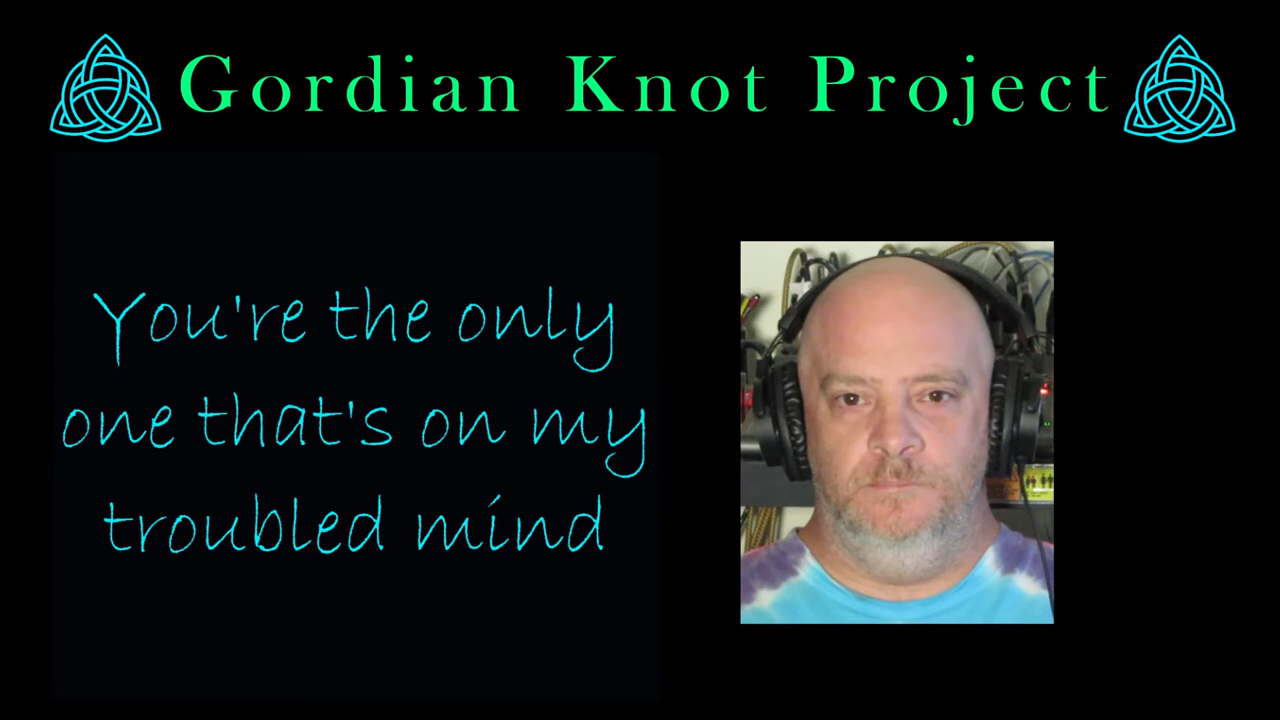 Gordian Knot Project
You're the only
one that's on my
troubled mind